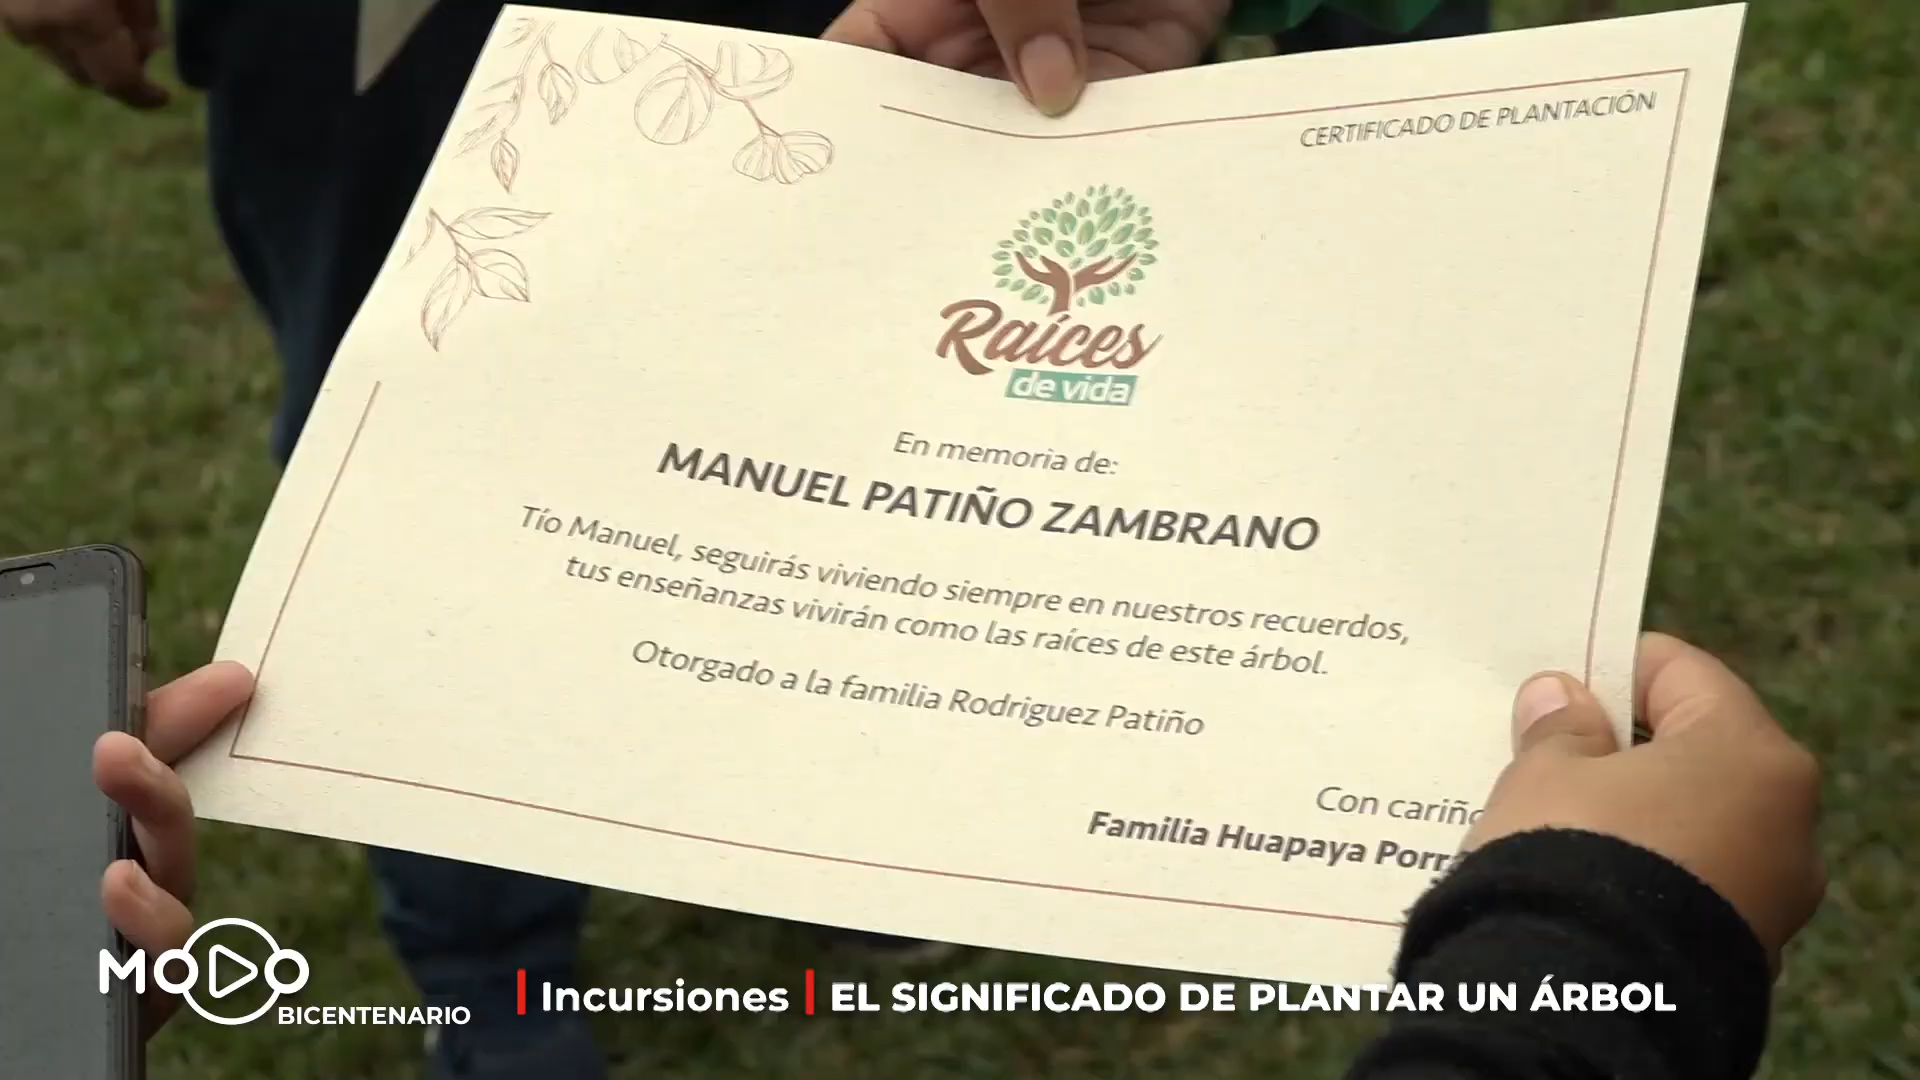 CERTIFICADO DE PLANTACIÓN
Raíces
de vida
En memoria de:
MANUEL PATIÑO ZAMBRANO
Tío Manuel, seguirás viviendo siempre en nuestros recuerdos,
tus enseñanzas vivirán como las raíces de este árbol.
Otorgado a la familia Rodriguez Patiño
Con cariño
Familia Huapaya
MODO
BICENTENARIO
Incursiones
EL SIGNIFICADO DE PLANTAR UN ÁRBOL